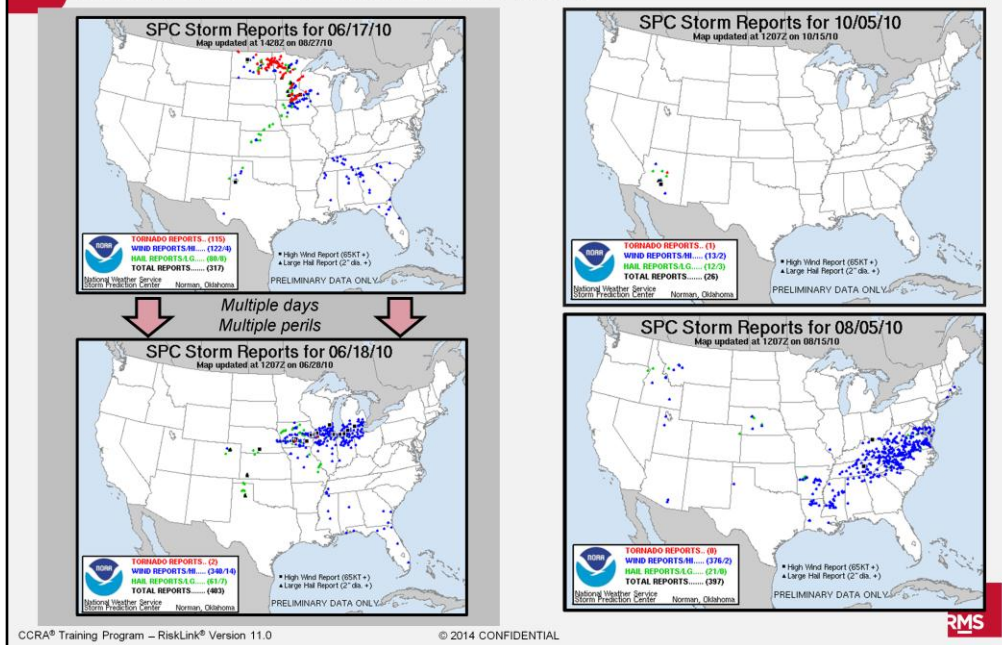 SPC Storm Reports for 06/17/10
Map updated at 1428Z on 08/27/10
NOAA
TORNADO REPORTS.. (115)
WIND REPORTS/HI..... (122/4)
HAIL REPORTS/LG..... (80/8)
TOTAL REPORTS....... (317)
National Weather Service
Storm Prediction Center Norman, Oklahoma
■ High Wind Report (65KT +)
▲ Large Hail Report (2" dia. +)
PRELIMINARY DATA ONLY
Multiple days
Multiple perils
SPC Storm Reports for 06/18/10
Map updated at 1207Z on 06/28/10
NOAA
TORNADO REPORTS.. (2)
WIND REPORTS/HI..... (340/14)
HAIL REPORTS/LG..... (61/7)
TOTAL REPORTS....... (403)
National Weather Service
Storm Prediction Center Norman, Oklahoma
■ High Wind Report (65KT +)
▲ Large Hail Report (2" dia. +)
PRELIMINARY DATA ONLY
SPC Storm Reports for 10/05/10
Map updated at 1207Z on 10/15/10
NOAA
TORNADO REPORTS.. (1)
WIND REPORTS/HI..... (13/2)
HAIL REPORTS/LG..... (12/3)
TOTAL REPORTS....... (26)
National Weather Service
Storm Prediction Center Norman, Oklahoma
■ High Wind Report (65KT +)
▲ Large Hail Report (2" dia. +)
PRELIMINARY DATA ONLY
SPC Storm Reports for 08/05/10
Map updated at 1207Z on 08/15/10
NOAA
TORNADO REPORTS.. (0)
WIND REPORTS/HI..... (376/2)
HAIL REPORTS/LG..... (21/0)
TOTAL REPORTS....... (397)
National Weather Service
Storm Prediction Center Norman, Oklahoma
■ High Wind Report (65KT +)
▲ Large Hail Report (2" dia. +)
PRELIMINARY DATA ONLY
CCRA® Training Program – RiskLink® Version 11.0
© 2014 CONFIDENTIAL
RMS